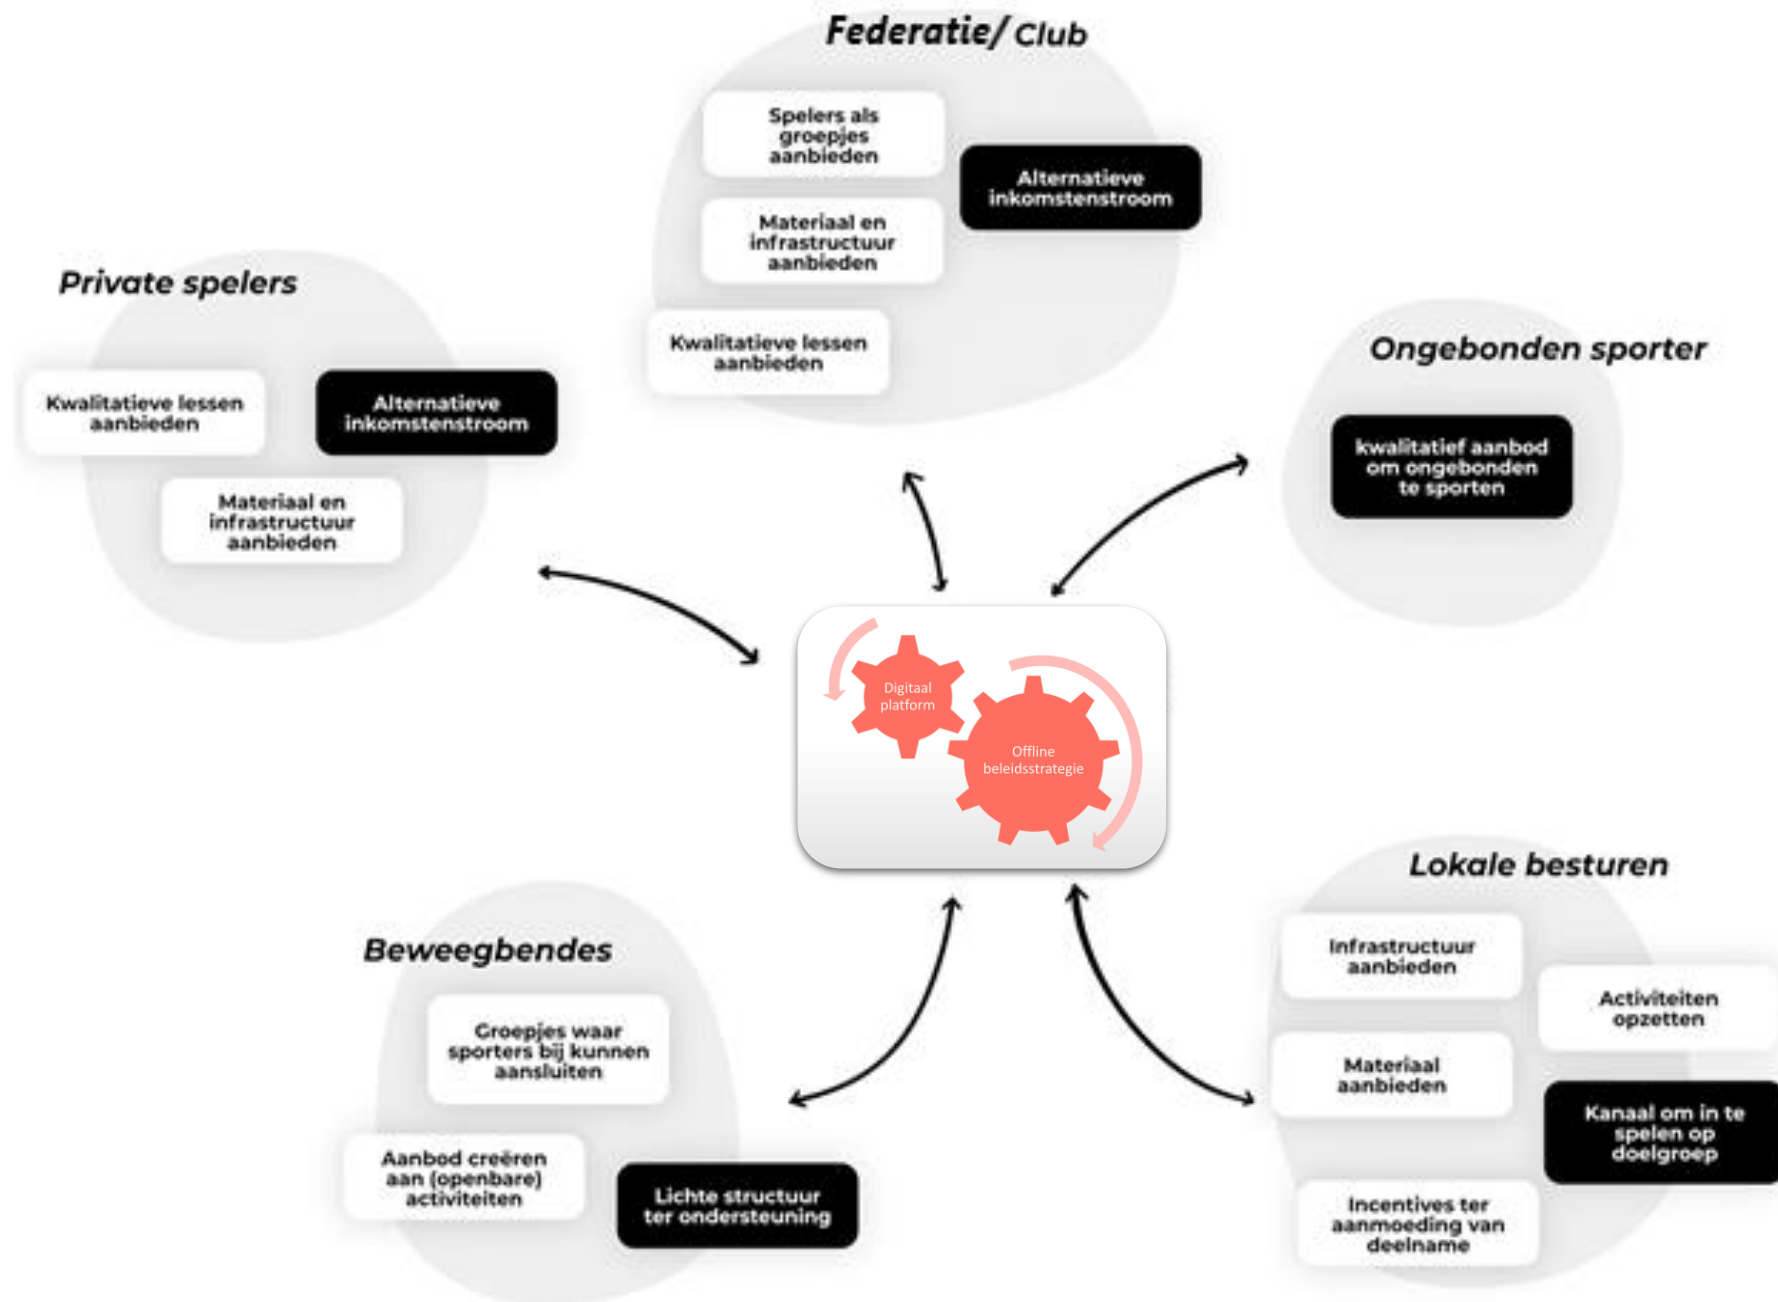 Federatie/ Club
Spelers als
groepjes
aanbieden
Alternatieve
inkomstenstroom
Materiaal en
infrastructuur
aanbieden
Kwalitatieve lessen
aanbieden
Private spelers
Kwalitatieve lessen
aanbieden
Alternatieve
inkomstenstroom
Materiaal en
infrastructuur
aanbieden
Ongebonden sporter
kwalitatief aanbod
om ongebonden
te sporten
Digitaal
platform
Offline
beleidsstrategie
Beweegbendes
Groepjes waar
sporters bij kunnen
aansluiten
Aanbod creëren
aan (openbare)
activiteiten
Lichte structuur
ter ondersteuning
Lokale besturen
Infrastructuur
aanbieden
Activiteiten
opzetten
Materiaal
aanbieden
Kanaal om in te
spelen op
doelgroep
Incentives ter
aanmoeding van
deelname